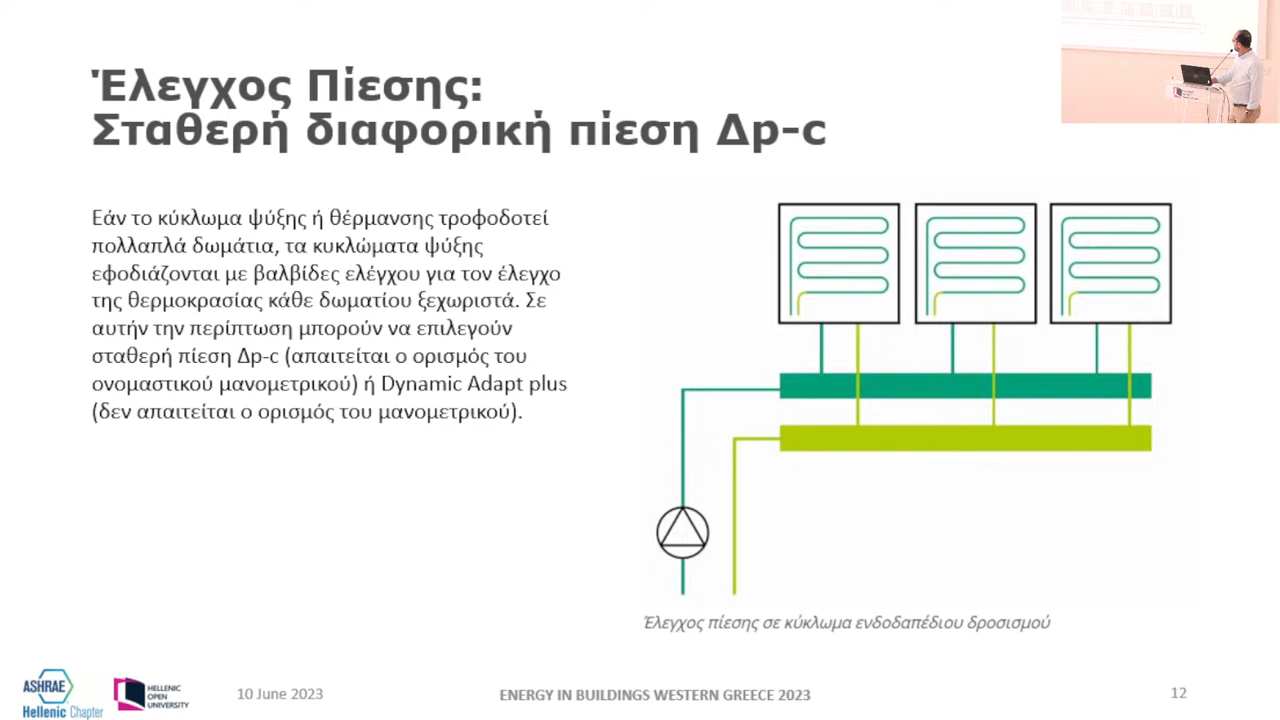 Έλεγχος Πίεσης:
Σταθερή διαφορική πίεση Δp-c
Εάν το κύκλωμα ψύξης ή θέρμανσης τροφοδοτεί
πολλαπλά δωμάτια, τα κυκλώματα ψύξης
εφοδιάζονται με βαλβίδες ελέγχου για τον έλεγχο
της θερμοκρασίας κάθε δωματίου ξεχωριστά. Σε
αυτήν την περίπτωση μπορούν να επιλεγούν
σταθερή πίεση Δp-c (απαιτείται ο ορισμός του
ονομαστικού μανομετρικού) ή Dynamic Adapt plus
(δεν απαιτείται ο ορισμός του μανομετρικού).
Έλεγχος πίεσης σε κύκλωμα ενδοδαπέδιου δροσισμού
ASHRAE
Hellenic Chapter
HELLENIC
OPEN
UNIVERSITY
10 June 2023
ENERGY IN BUILDINGS WESTERN GREECE 2023
12